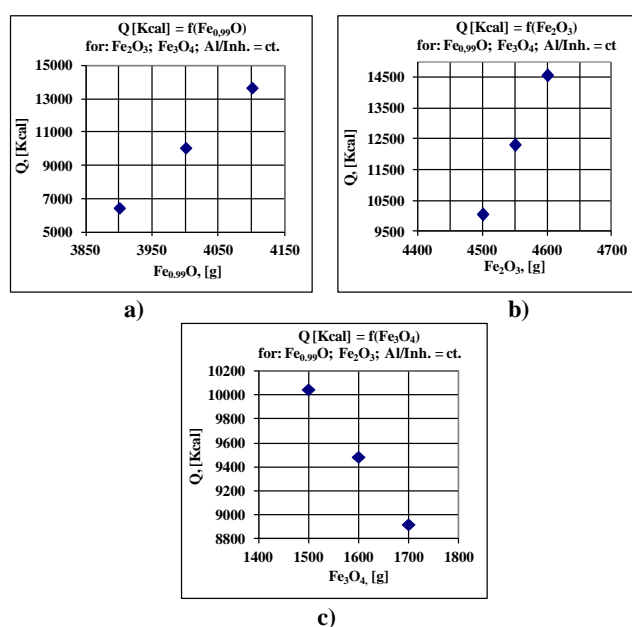 Q [Kcal] = f(Fe0,99O)
for: Fe2O3; Fe3O4; Al/Inh. = ct.
15000
13000
11000
9000
7000
5000
3850 3950 4050 4150
Q, [Kcal]
Fe0.99O, [g]
a)
Q [Kcal] = f(Fe2O3)
for: Fe0,99O; Fe3O4; Al/Inh. = ct
14500
13500
12500
11500
10500
9500
4400 4500 4600 4700
Q, [Kcal]
Fe2O3, [g]
b)
Q [Kcal] = f(Fe3O4)
for: Fe0.99O; Fe2O3; Al/Inh. = ct.
10200
10000
9800
9600
9400
9200
9000
8800
1400 1500 1600 1700 1800
Q, [Kcal]
Fe3O4, [g]
c)